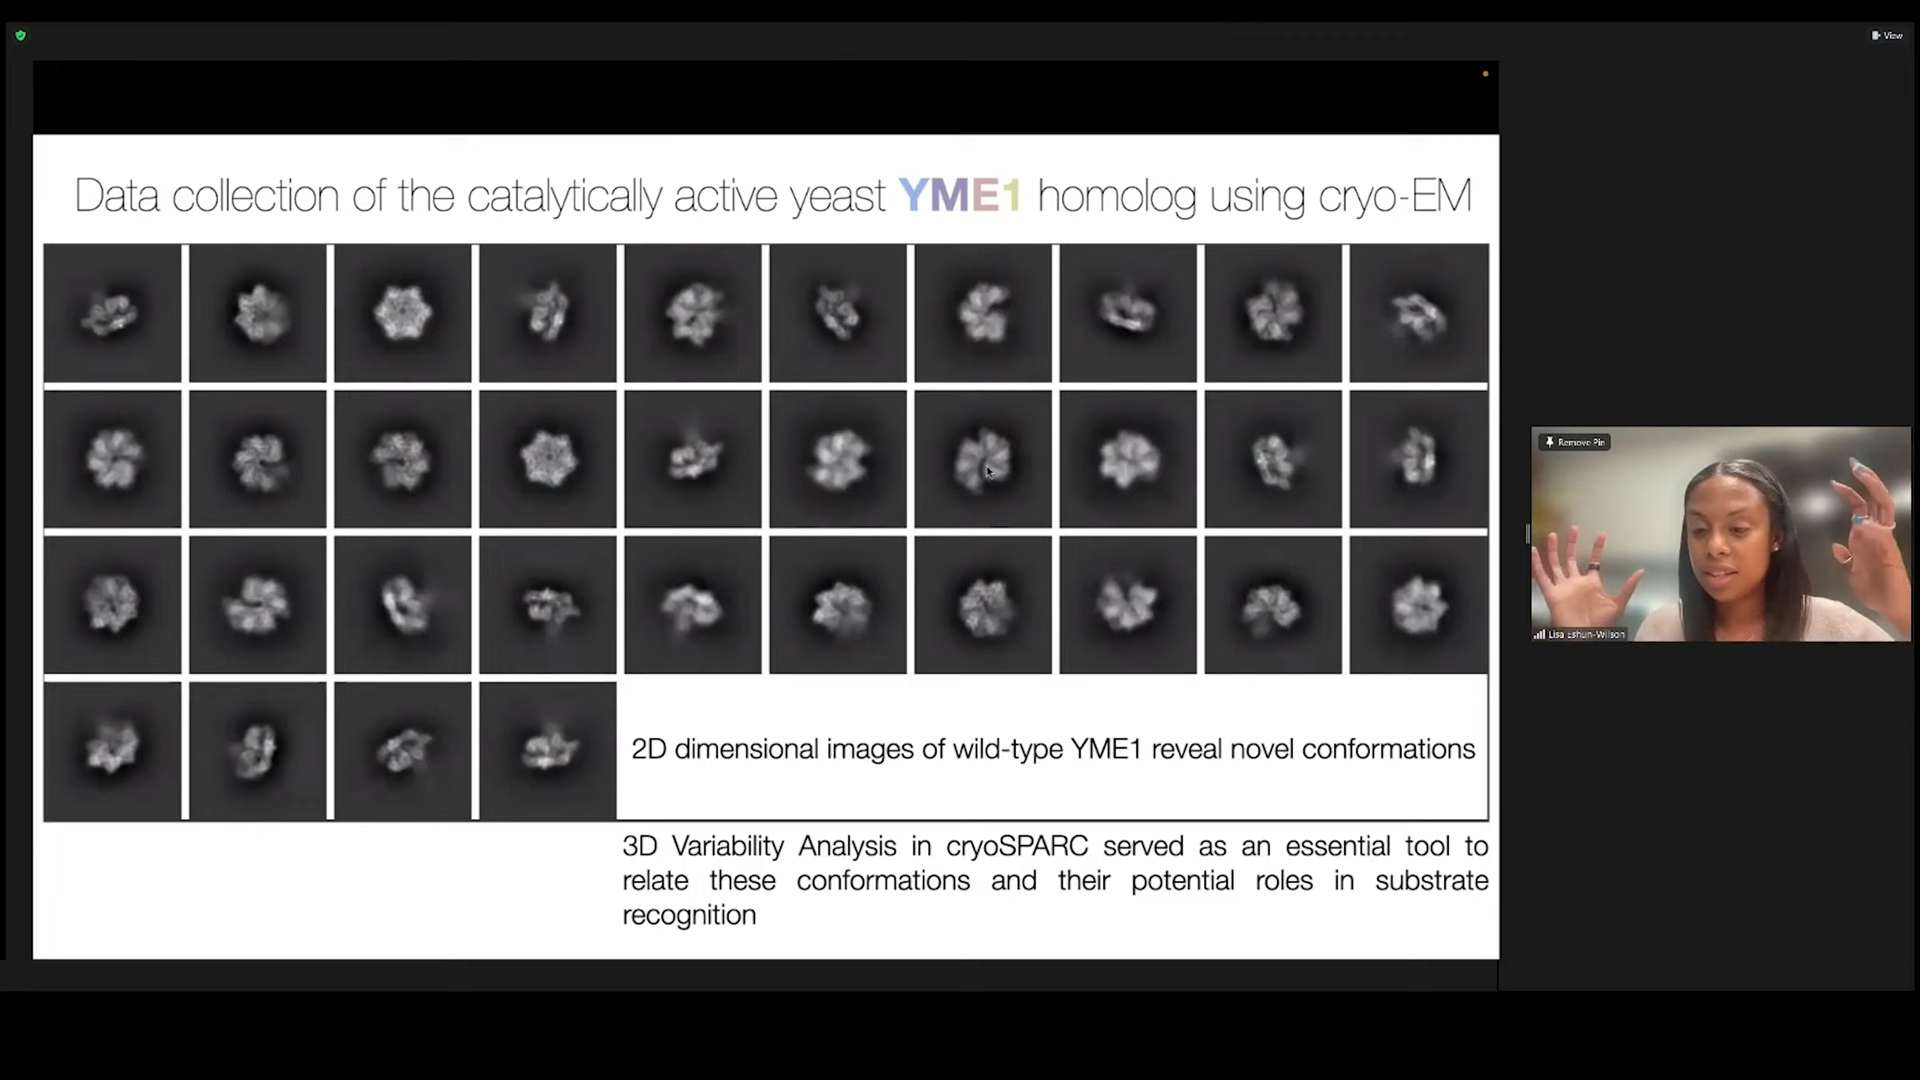 View
Data collection of the catalytically active yeast YME1 homolog using cryo-EM
Remove Pin
Lisa Eshun-Wilson
2D dimensional images of wild-type YME1 reveal novel conformations
3D Variability Analysis in cryoSPARC served as an essential tool to
relate these conformations and their potential roles in substrate
recognition